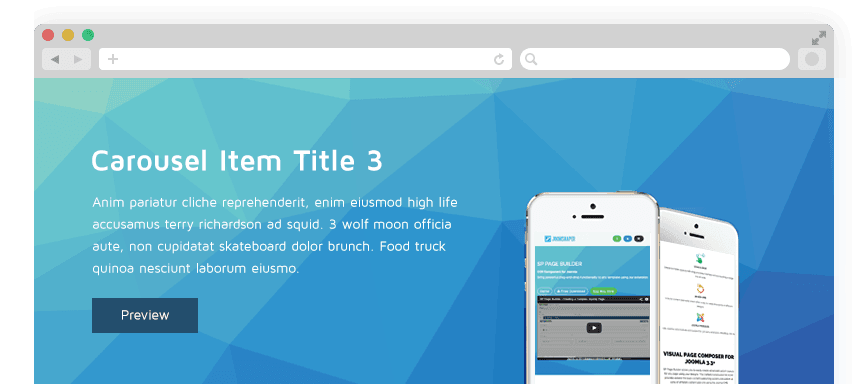 Carousel Item Title 3
Anim pariatur cliche reprehenderit, enim eiusmod high life
accusamus terry richardson ad squid. 3 wolf moon officia
aute, non cupidatat skateboard dolor brunch. Food truck
quinoa nesciunt laborum eiusmo.
Preview
SP PAGE BUILDER
VISUAL PAGE COMPOSER FOR
JOOMLA 3.3+